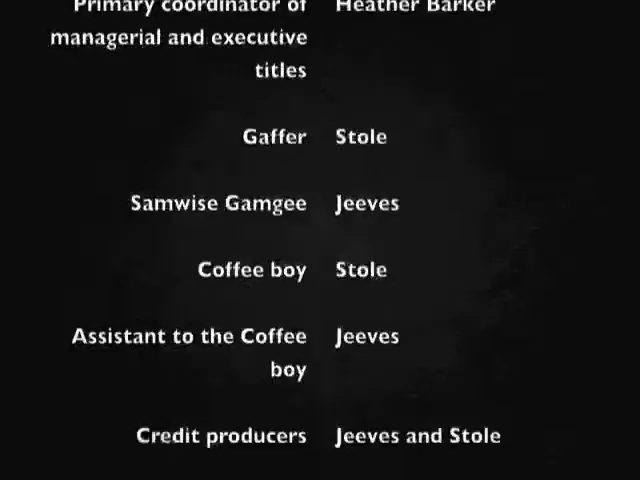 Primary coordinator of Heather Barker
managerial and executive
titles
Gaffer Stole
Samwise Gamgee Jeeves
Coffee boy Stole
Assistant to the Coffee Jeeves
boy
Credit producers Jeeves and Stole